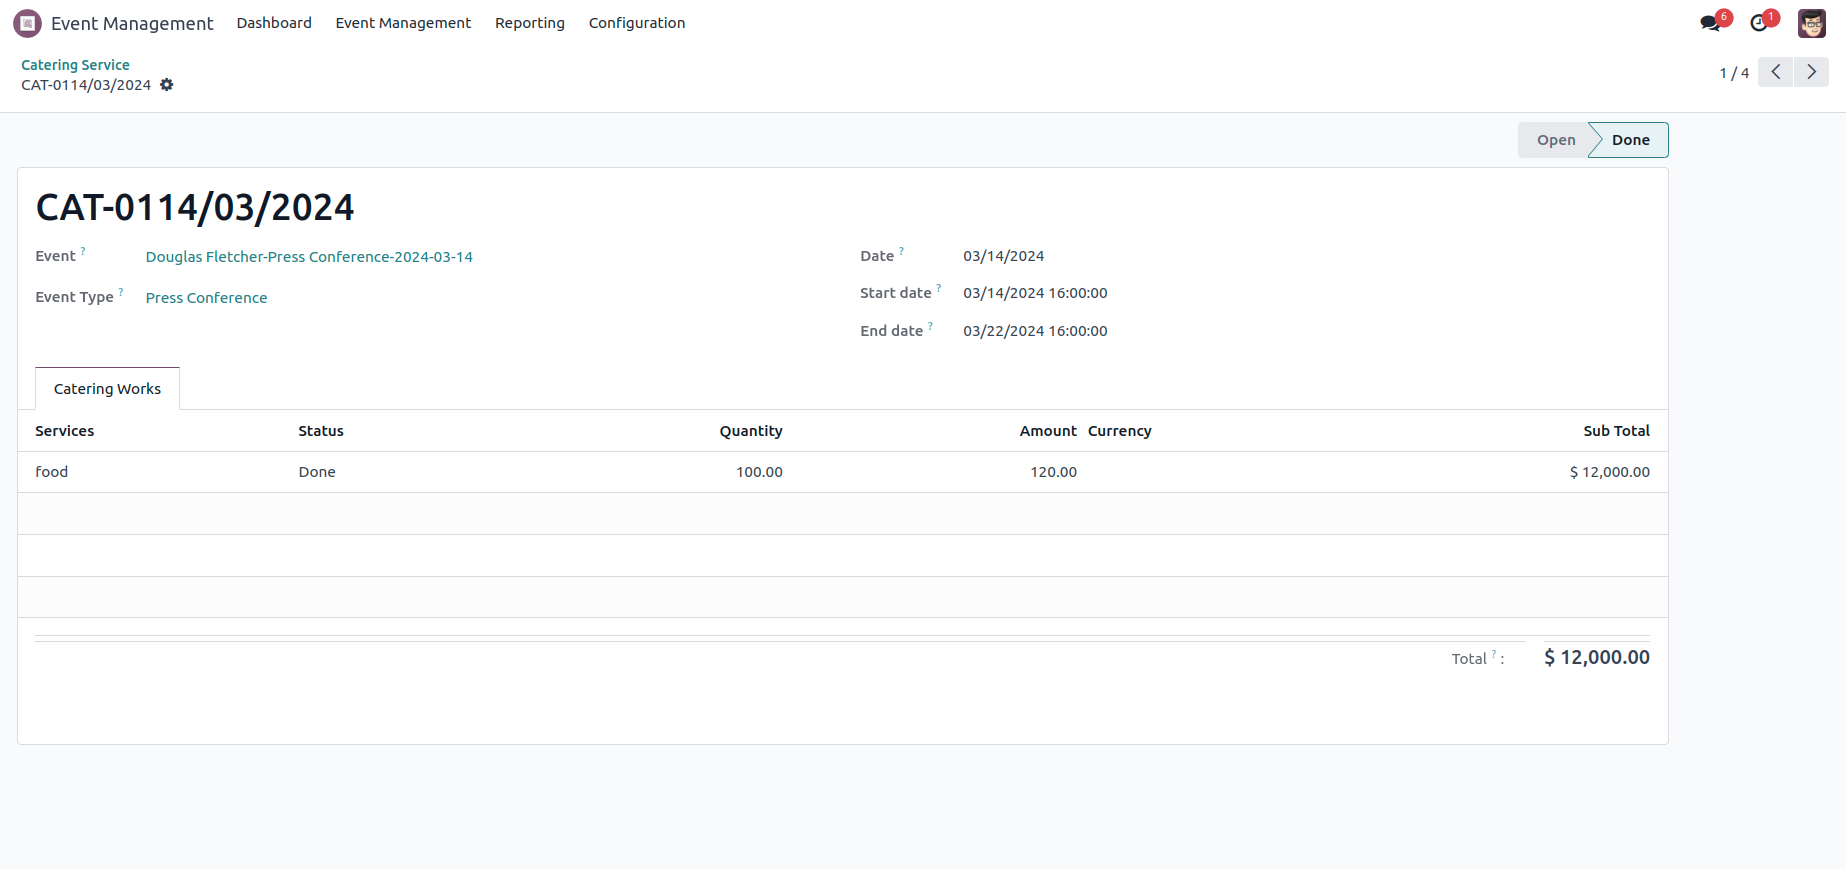 Event Management Dashboard Event Management Reporting Configuration 6 1
Catering Service
CAT-0114/03/2024 1 / 4
Open Done
CAT-0114/03/2024
Event ? Douglas Fletcher-Press Conference-2024-03-14 Date ? 03/14/2024
Event Type ? Press Conference Start date ? 03/14/2024 16:00:00
End date ? 03/22/2024 16:00:00
Catering Works
Services Status Quantity Amount Currency Sub Total
food Done 100.00 120.00 $ 12,000.00
Total ? : $ 12,000.00